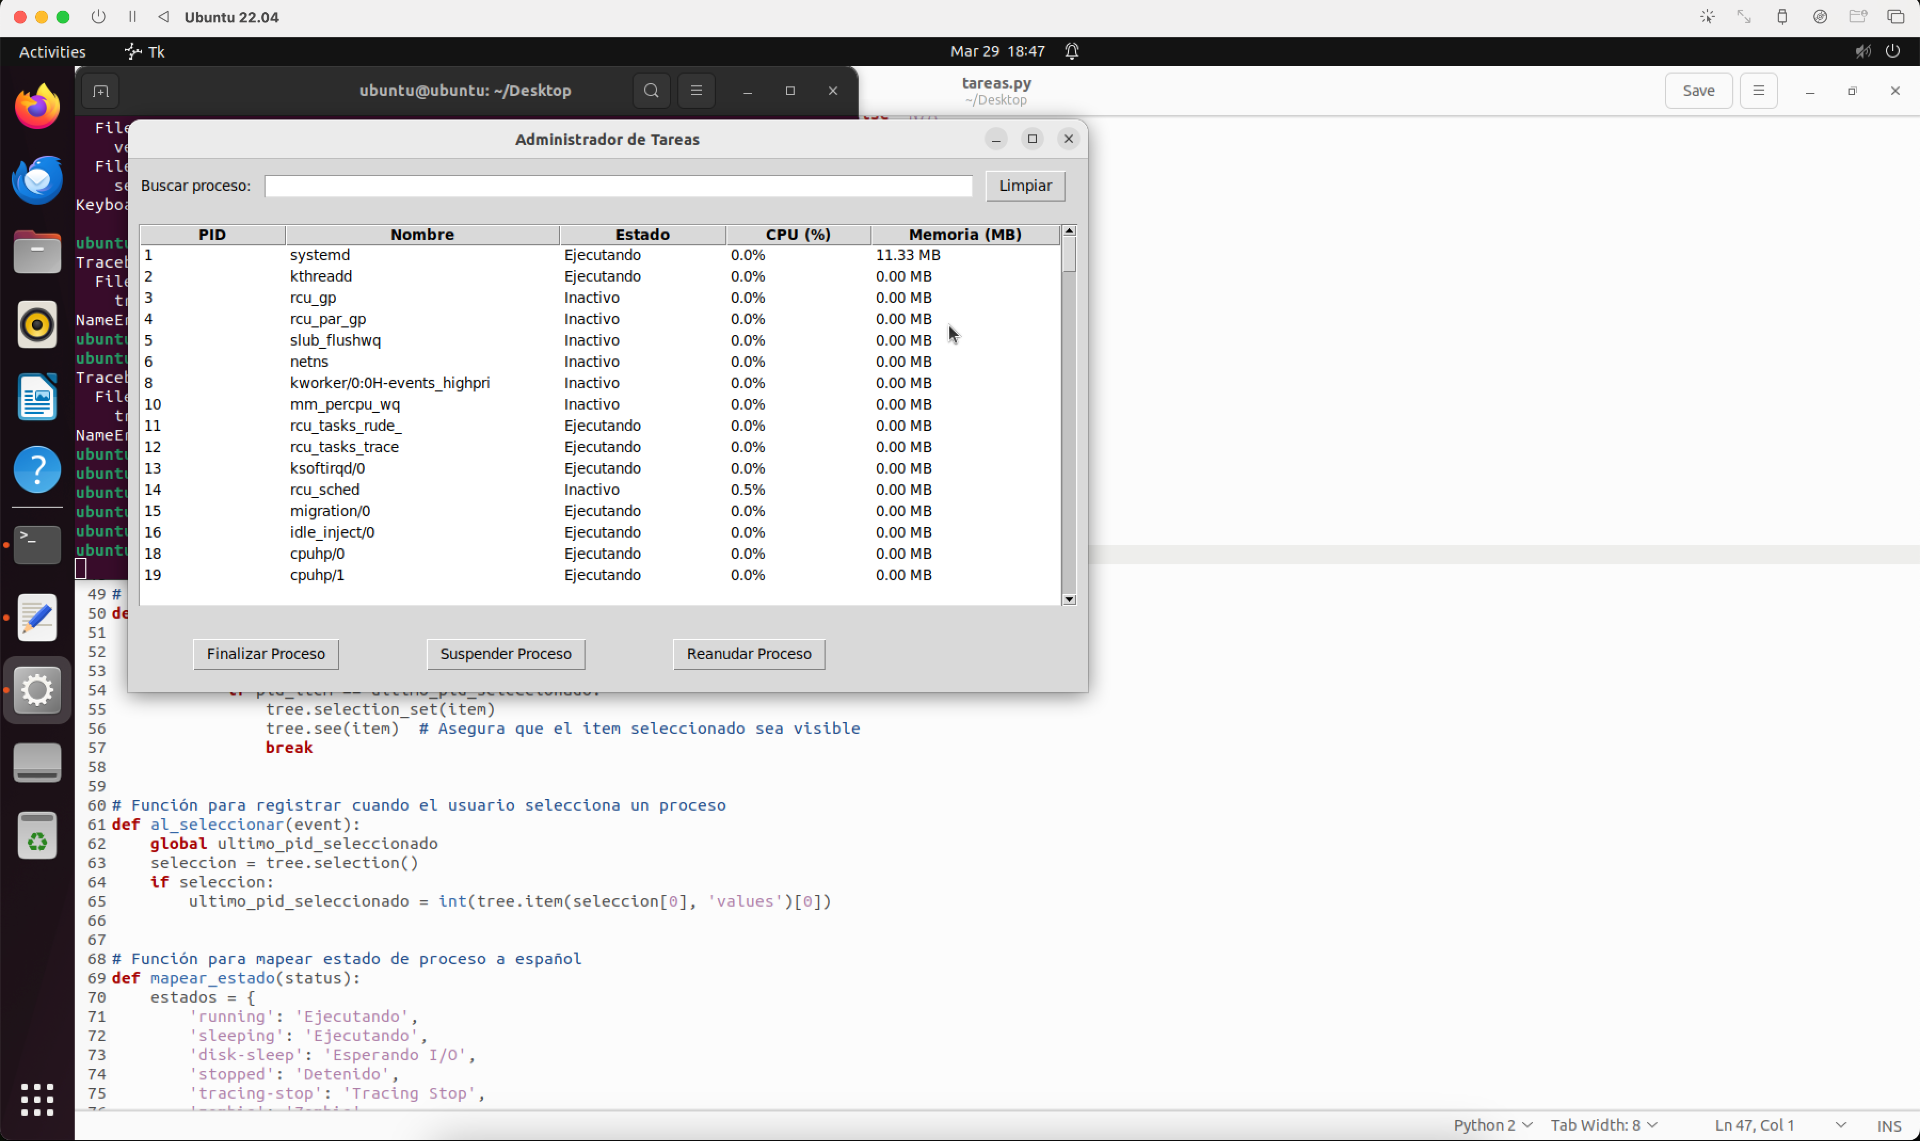 Ubuntu 22.04
Activities
Tk
Mar 29 18:47
ubuntu@ubuntu: ~/Desktop
tareas.py
~/Desktop
Save
File
File
Keyboa
ubuntu
Traceb
File
NameEr
ubuntu
ubuntu
Traceb
File
NameEr
ubuntu
ubuntu
ubuntu
ubuntu
ubuntu
ubuntu
Administrador de Tareas
Buscar proceso:
Limpiar
PID Nombre Estado CPU (%) Memoria (MB)
1 systemd Ejecutando 0.0% 11.33 MB
2 kthreadd Ejecutando 0.0% 0.00 MB
3 rcu_gp Inactivo 0.0% 0.00 MB
4 rcu_par_gp Inactivo 0.0% 0.00 MB
5 slub_flushwq Inactivo 0.0% 0.00 MB
6 netns Inactivo 0.0% 0.00 MB
8 kworker/0:0H-events_highpri Inactivo 0.0% 0.00 MB
10 mm_percpu_wq Inactivo 0.0% 0.00 MB
11 rcu_tasks_rude_ Ejecutando 0.0% 0.00 MB
12 rcu_tasks_trace Ejecutando 0.0% 0.00 MB
13 ksoftirqd/0 Ejecutando 0.0% 0.00 MB
14 rcu_sched Inactivo 0.5% 0.00 MB
15 migration/0 Ejecutando 0.0% 0.00 MB
16 idle_inject/0 Ejecutando 0.0% 0.00 MB
18 cpuhp/0 Ejecutando 0.0% 0.00 MB
19 cpuhp/1 Ejecutando 0.0% 0.00 MB
Finalizar Proceso
Suspender Proceso
Reanudar Proceso
49 #
50 de
51
52
53
54
55 tree.selection_set(item)
56 tree.see(item) # Asegura que el item seleccionado sea visible
57 break
58
59
60 # Función para registrar cuando el usuario selecciona un proceso
61 def al_seleccionar(event):
62 global ultimo_pid_seleccionado
63 seleccion = tree.selection()
64 if seleccion:
65 ultimo_pid_seleccionado = int(tree.item(seleccion[0], 'values')[0])
66
67
68 # Función para mapear estado de proceso a español
69 def mapear_estado(status):
70 estados = {
71 'running': 'Ejecutando',
72 'sleeping': 'Ejecutando',
73 'disk-sleep': 'Esperando I/O',
74 'stopped': 'Detenido',
75 'tracing-stop': 'Tracing Stop',
Python 2
Tab Width: 8
Ln 47, Col 1
INS